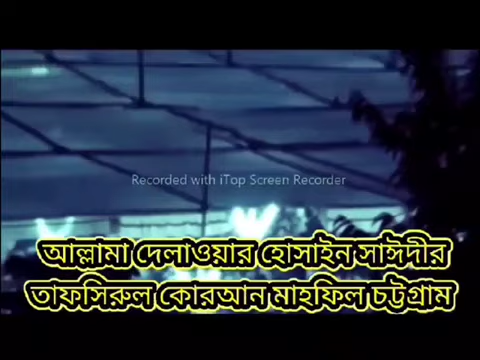 Recorded with iTop Screen Recorder
আল্লামা দেলাওয়ার হোসাইন সাঈদীর
তাফসিরুল কোরআন মাহফিল চট্টগ্রাম